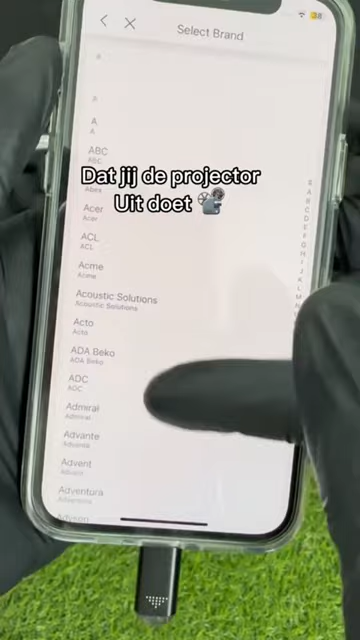 Select Brand
A
A
ABC
ABC
Dat jij de projector
Uit doet
Abex
Acer
Acer
ACL
ACL
Acme
Acme
Acoustic Solutions
Acoustic Solutions
Acto
Acto
ADA Beko
ADA Beko
ADC
ADC
Admiral
Admiral
Advante
Advante
Advent
Advent
Adventura
Adventura